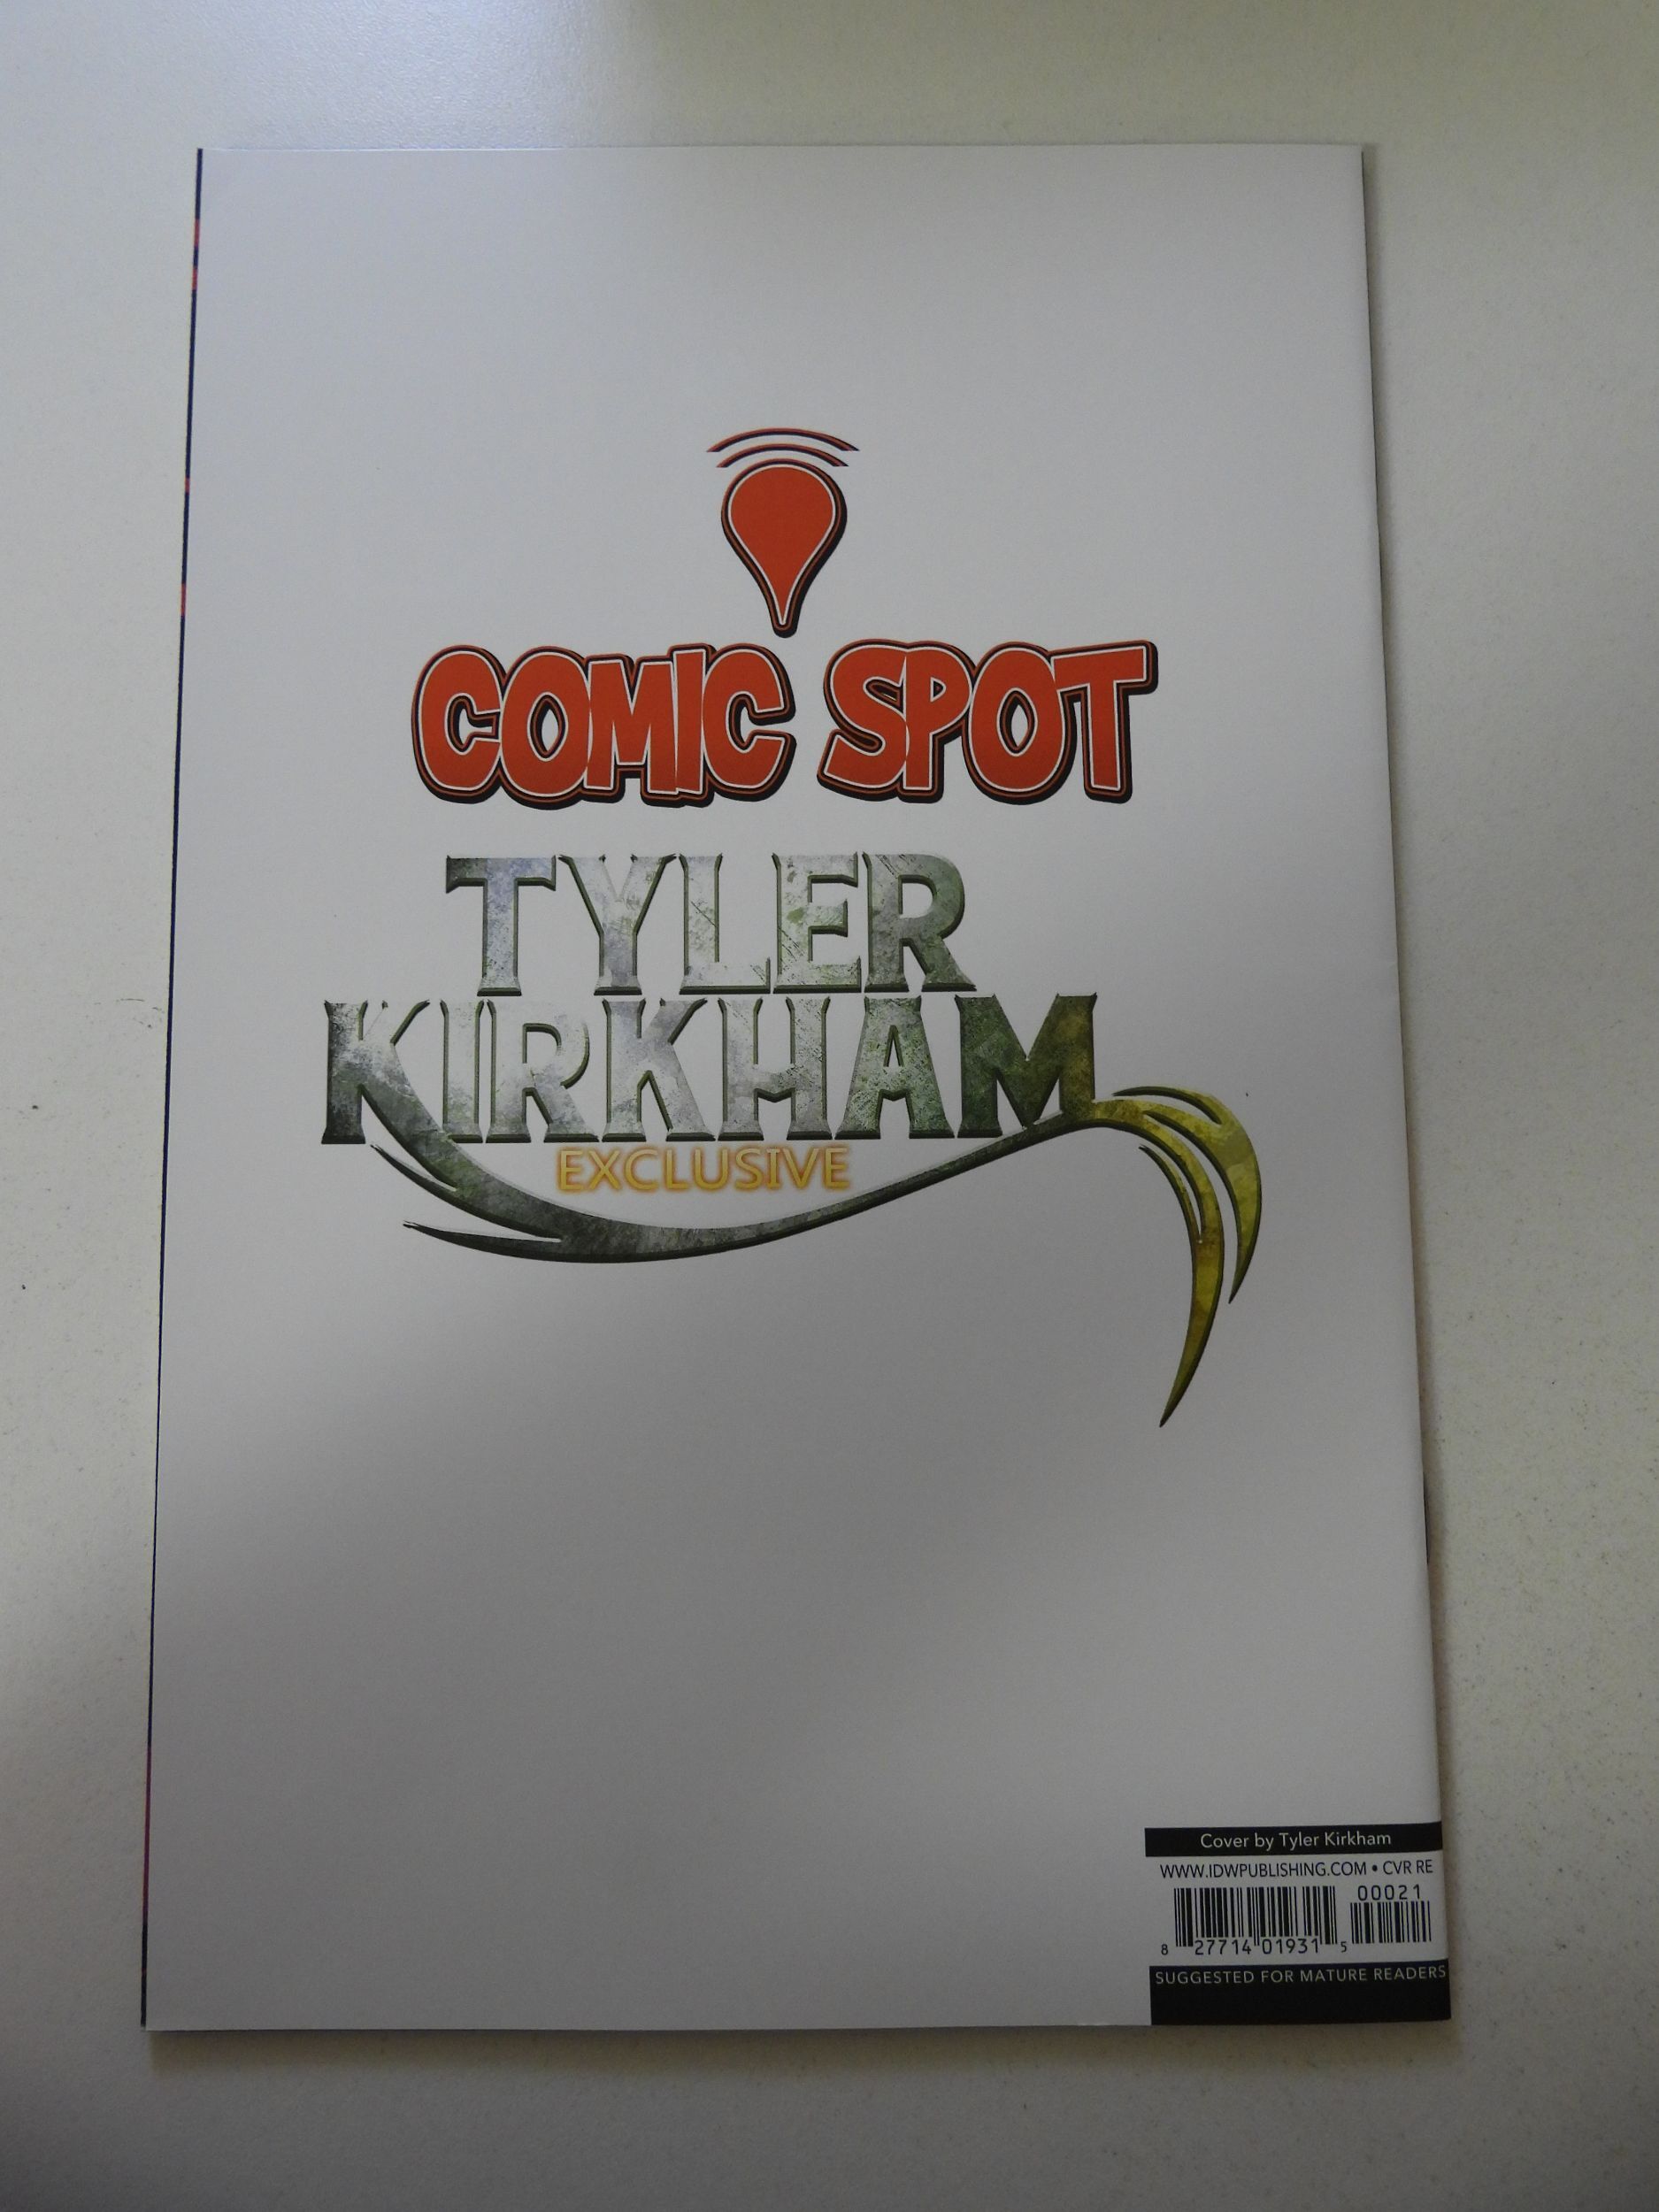 COMIC SPOT
TYLER
KIRKHAM
EXCLUSIVE
Cover by Tyler Kirkham
WWW.IDWPUBLISHING.COM • CVR RE
00021
8 27714 01931 5
SUGGESTED FOR MATURE READERS